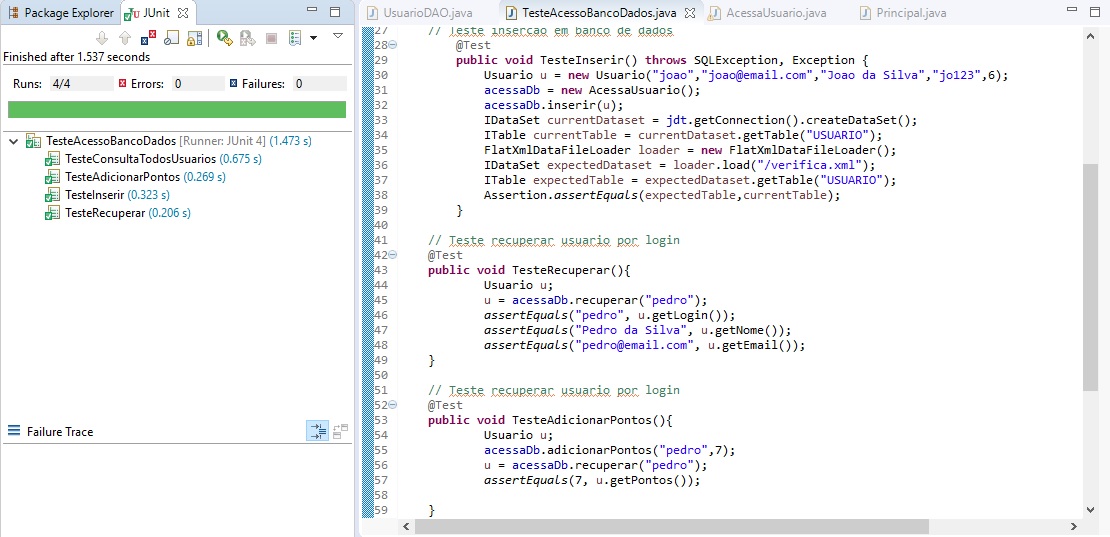 Package Explorer
JUnit
Finished after 1.537 seconds
Runs: 4/4
Errors: 0
Failures: 0
TesteAcessoBancoDados [Runner: JUnit 4] (1.473 s)
TesteConsultaTodosUsuarios (0.675 s)
TesteAdicionarPontos (0.269 s)
TesteInserir (0.323 s)
TesteRecuperar (0.206 s)
Failure Trace
UsuarioDAO.java
TesteAcessoBancoDados.java
AcessaUsuario.java
Principal.java
27 // Teste insercao em banco de dados
28 @Test
29 public void TesteInserir() throws SQLException, Exception {
30 Usuario u = new Usuario("joao","joao@email.com","Joao da Silva","jo123",6);
31 acessaDb = new AcessaUsuario();
32 acessaDb.inserir(u);
33 IDataSet currentDataset = jdt.getConnection().createDataSet();
34 ITable currentTable = currentDataset.getTable("USUARIO");
35 FlatXmlDataFileLoader loader = new FlatXmlDataFileLoader();
36 IDataSet expectedDataset = loader.load("/verifica.xml");
37 ITable expectedTable = expectedDataset.getTable("USUARIO");
38 Assertion.assertEquals(expectedTable,currentTable);
39 }
40
41 // Teste recuperar usuario por login
42 @Test
43 public void TesteRecuperar(){
44 Usuario u;
45 u = acessaDb.recuperar("pedro");
46 assertEquals("pedro", u.getLogin());
47 assertEquals("Pedro da Silva", u.getNome());
48 assertEquals("pedro@email.com", u.getEmail());
49 }
50
51 // Teste recuperar usuario por login
52 @Test
53 public void TesteAdicionarPontos(){
54 Usuario u;
55 acessaDb.adicionarPontos("pedro",7);
56 u = acessaDb.recuperar("pedro");
57 assertEquals(7, u.getPontos());
58
59 }